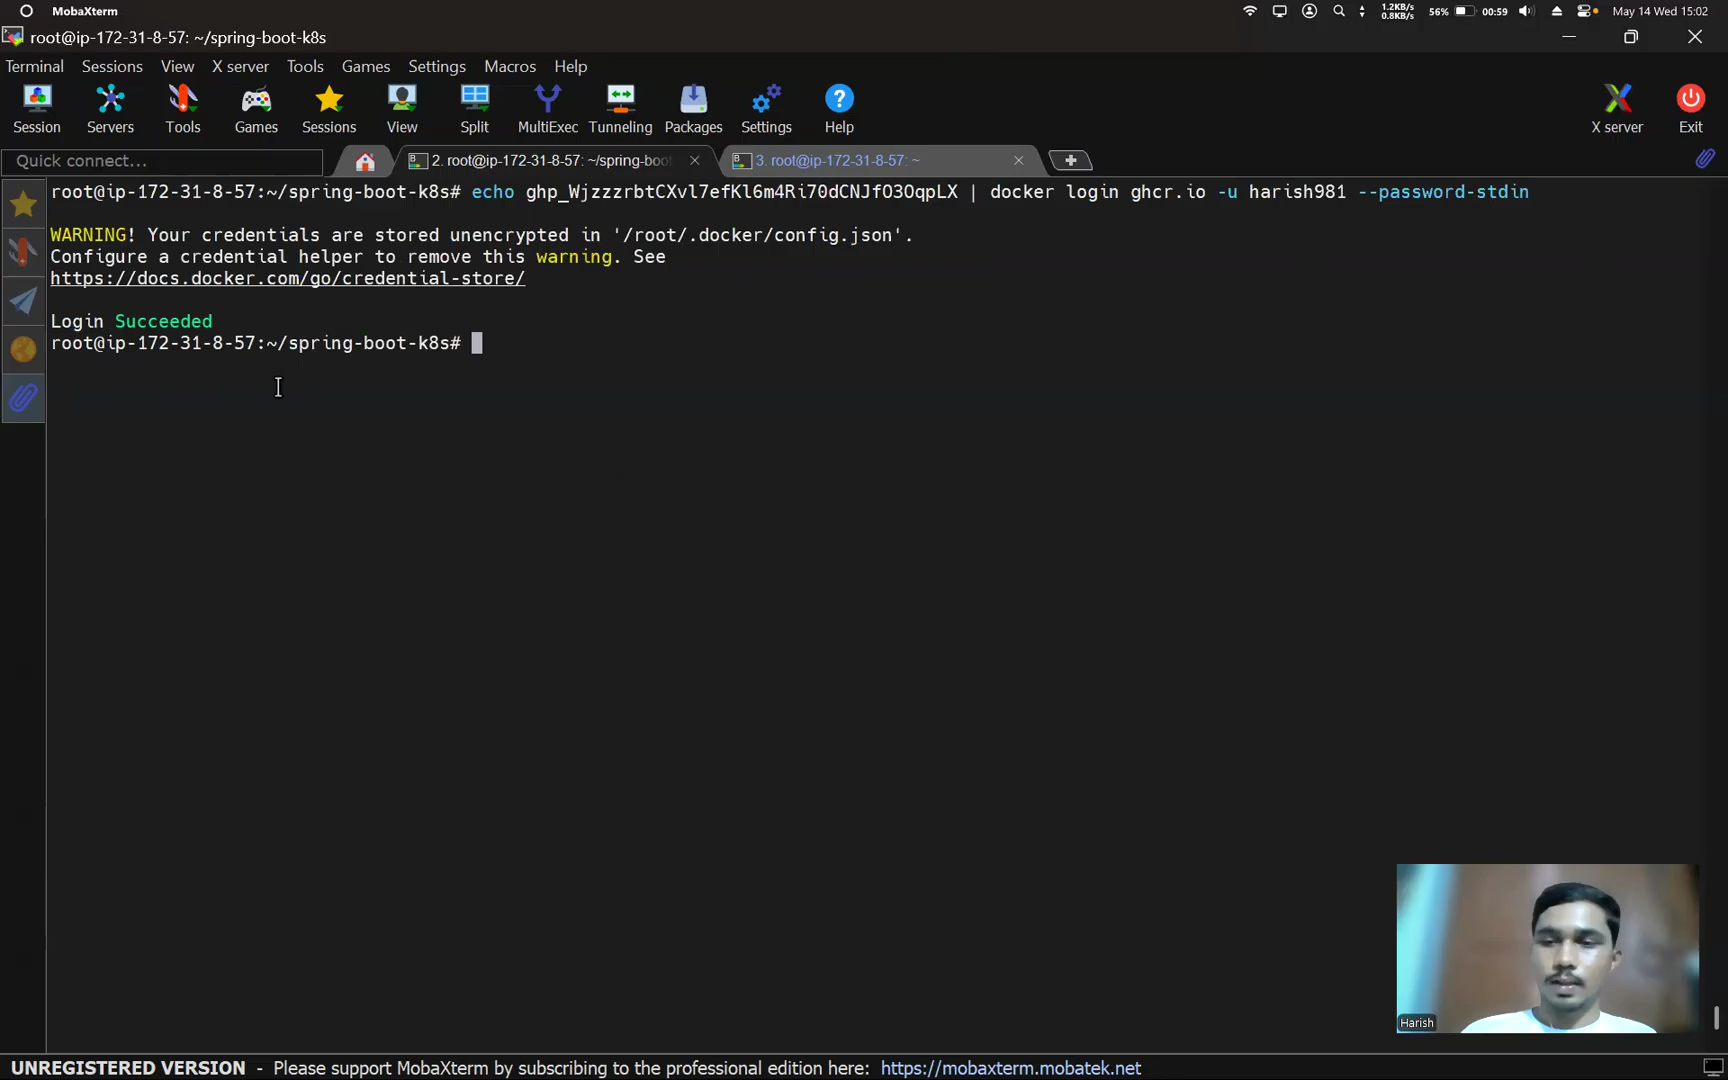 MobaXterm
1.2KB/s
0.8KB/s
56%
00:59
May 14 Wed 15:02
root@ip-172-31-8-57: ~/spring-boot-k8s
Terminal Sessions View X server Tools Games Settings Macros Help
Session Servers Tools Games Sessions View Split MultiExec Tunneling Packages Settings Help X server Exit
Quick connect...
2. root@ip-172-31-8-57: ~/spring-boo
3. root@ip-172-31-8-57: ~
root@ip-172-31-8-57:~/spring-boot-k8s# echo 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 | docker login ghcr.io -u harish981 --password-stdin
WARNING! Your credentials are stored unencrypted in '/root/.docker/config.json'.
Configure a credential helper to remove this warning. See
https://docs.docker.com/go/credential-store/
Login Succeeded
root@ip-172-31-8-57:~/spring-boot-k8s#
Harish
UNREGISTERED VERSION - Please support MobaXterm by subscribing to the professional edition here: https://mobaxterm.mobatek.net